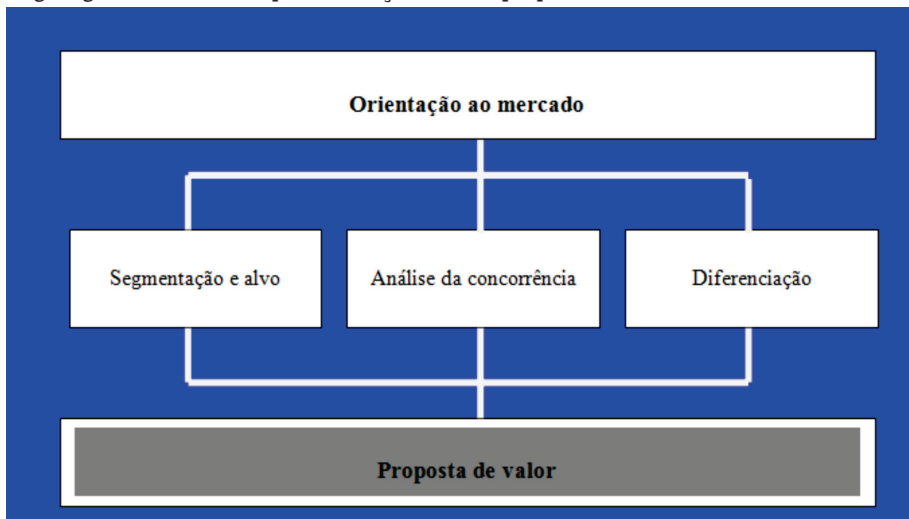 Orientação ao mercado
Segmentação e alvo
Análise da concorrência
Diferenciação
Proposta de valor